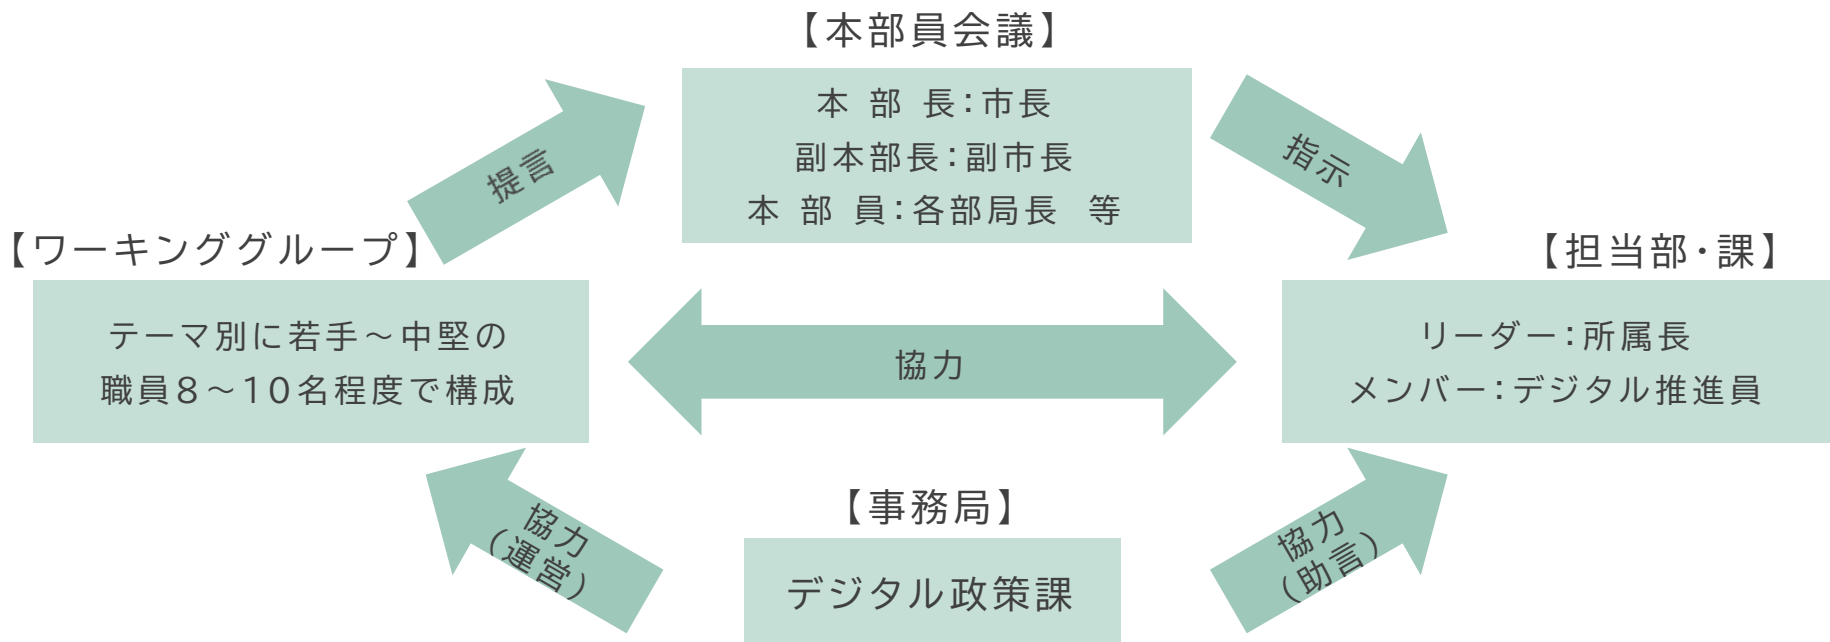 【本部員会議】
本 部 長：市長
副本部長：副市長
本 部 員：各部局長 等
提言
指示
【ワーキンググループ】
テーマ別に若手～中堅の
職員８～１０名程度で構成
協力
【担当部・課】
リーダー：所属長
メンバー：デジタル推進員
協力
（運営）
【事務局】
デジタル政策課
協力
（助言）